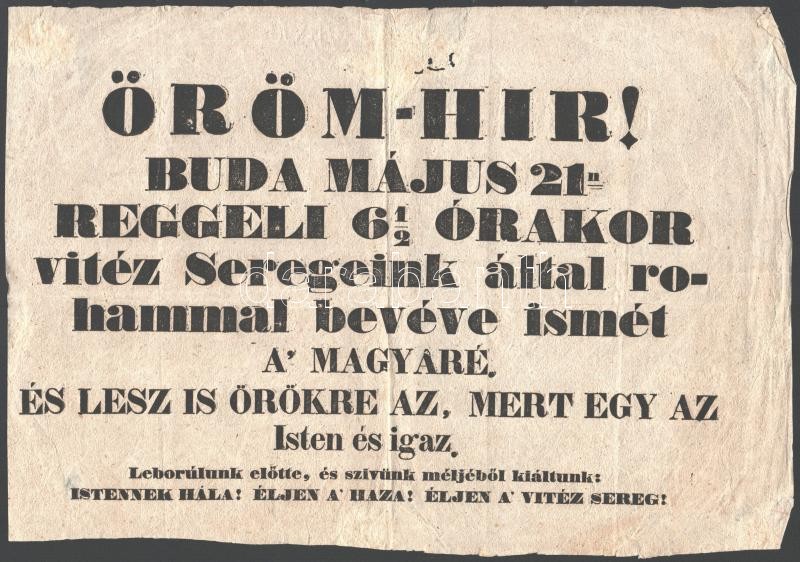 ÖRÖM-HIR!
BUDA MÁJUS 21n
REGGELI 6 1/2 ÓRAKOR
vitéz Seregeink által ro-
hammal bevéve ismét
A' MAGYARÉ.
ÉS LESZ IS ÖRÖKRE AZ, MERT EGY AZ
Isten és igaz.
Leborúlunk előtte, és szivünk méljéből kiáltunk:
ISTENNEK HÁLA! ÉLJEN A' HAZA! ÉLJEN A' VITÉZ SEREG!